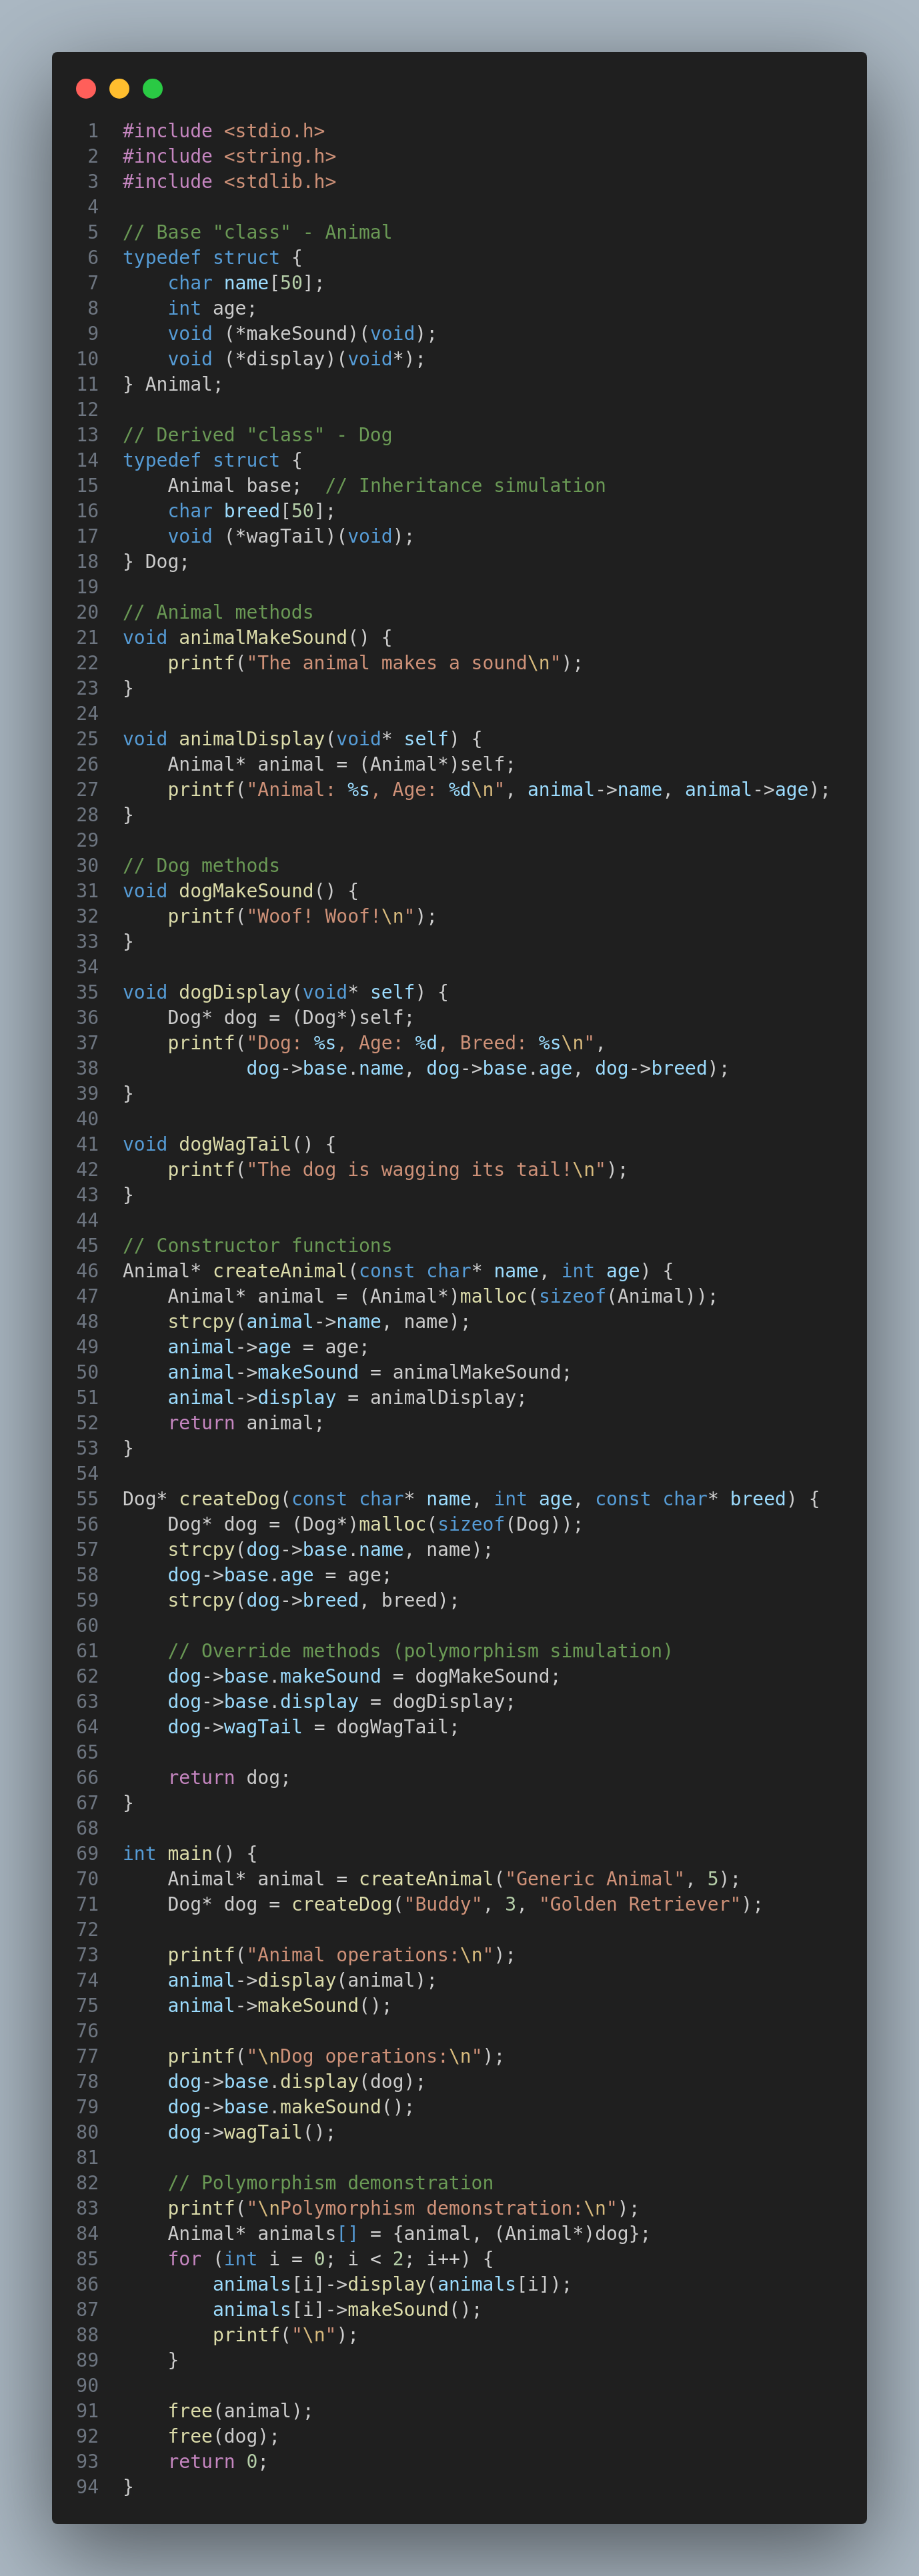 1 #include <stdio.h>
2 #include <string.h>
3 #include <stdlib.h>
4
5 // Base "class" - Animal
6 typedef struct {
7     char name[50];
8     int age;
9     void (*makeSound)(void);
10     void (*display)(void*);
11 } Animal;
12
13 // Derived "class" - Dog
14 typedef struct {
15     Animal base;  // Inheritance simulation
16     char breed[50];
17     void (*wagTail)(void);
18 } Dog;
19
20 // Animal methods
21 void animalMakeSound() {
22     printf("The animal makes a sound\n");
23 }
24
25 void animalDisplay(void* self) {
26     Animal* animal = (Animal*)self;
27     printf("Animal: %s, Age: %d\n", animal->name, animal->age);
28 }
29
30 // Dog methods
31 void dogMakeSound() {
32     printf("Woof! Woof!\n");
33 }
34
35 void dogDisplay(void* self) {
36     Dog* dog = (Dog*)self;
37     printf("Dog: %s, Age: %d, Breed: %s\n",
38            dog->base.name, dog->base.age, dog->breed);
39 }
40
41 void dogWagTail() {
42     printf("The dog is wagging its tail!\n");
43 }
44
45 // Constructor functions
46 Animal* createAnimal(const char* name, int age) {
47     Animal* animal = (Animal*)malloc(sizeof(Animal));
48     strcpy(animal->name, name);
49     animal->age = age;
50     animal->makeSound = animalMakeSound;
51     animal->display = animalDisplay;
52     return animal;
53 }
54
55 Dog* createDog(const char* name, int age, const char* breed) {
56     Dog* dog = (Dog*)malloc(sizeof(Dog));
57     strcpy(dog->base.name, name);
58     dog->base.age = age;
59     strcpy(dog->breed, breed);
60
61     // Override methods (polymorphism simulation)
62     dog->base.makeSound = dogMakeSound;
63     dog->base.display = dogDisplay;
64     dog->wagTail = dogWagTail;
65
66     return dog;
67 }
68
69 int main() {
70     Animal* animal = createAnimal("Generic Animal", 5);
71     Dog* dog = createDog("Buddy", 3, "Golden Retriever");
72
73     printf("Animal operations:\n");
74     animal->display(animal);
75     animal->makeSound();
76
77     printf("\nDog operations:\n");
78     dog->base.display(dog);
79     dog->base.makeSound();
80     dog->wagTail();
81
82     // Polymorphism demonstration
83     printf("\nPolymorphism demonstration:\n");
84     Animal* animals[] = {animal, (Animal*)dog};
85     for (int i = 0; i < 2; i++) {
86         animals[i]->display(animals[i]);
87         animals[i]->makeSound();
88         printf("\n");
89     }
90
91     free(animal);
92     free(dog);
93     return 0;
94 }